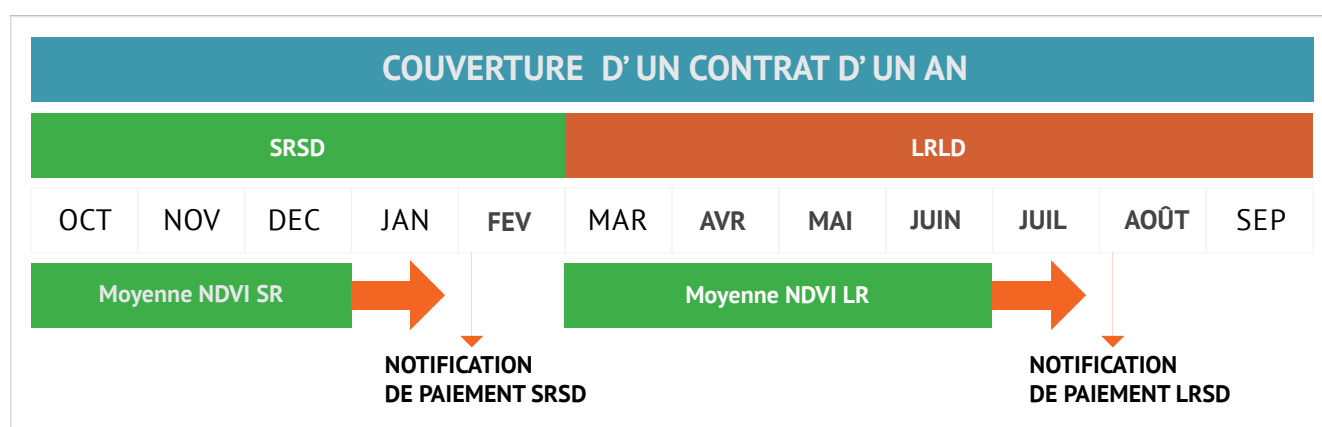 COUVERTURE D' UN CONTRAT D' UN AN
SRSD LRLD
OCT NOV DEC JAN FEV MAR AVR MAI JUIN JUIL AOÛT SEP
Moyenne NDVI SR Moyenne NDVI LR
NOTIFICATION
DE PAIEMENT SRSD
NOTIFICATION
DE PAIEMENT LRSD